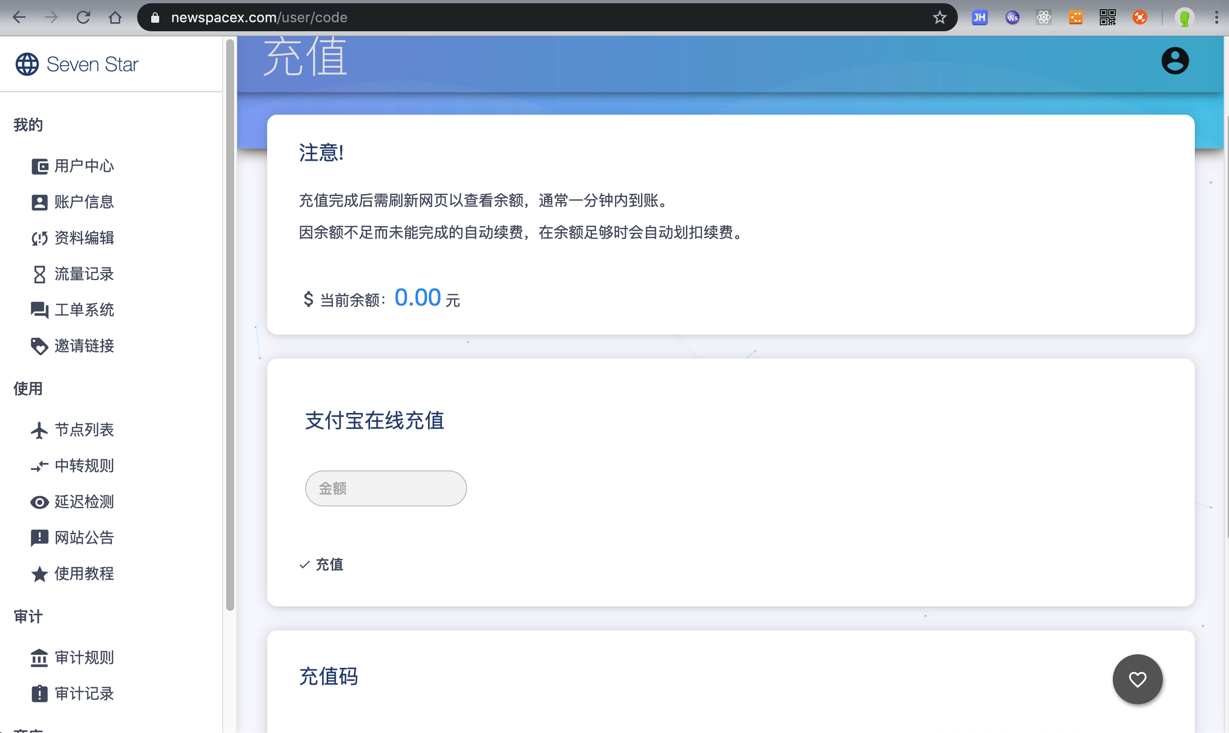 newspacex.com/user/code
JH
Ws
Seven Star
充值
我的
用户中心
账户信息
资料编辑
流量记录
工单系统
邀请链接
使用
节点列表
中转规则
延迟检测
网站公告
使用教程
审计
审计规则
审计记录
注意!
充值完成后需刷新网页以查看余额，通常一分钟内到账。
因余额不足而未能完成的自动续费，在余额足够时会自动划扣续费。
$ 当前余额：0.00 元
支付宝在线充值
金额
充值
充值码